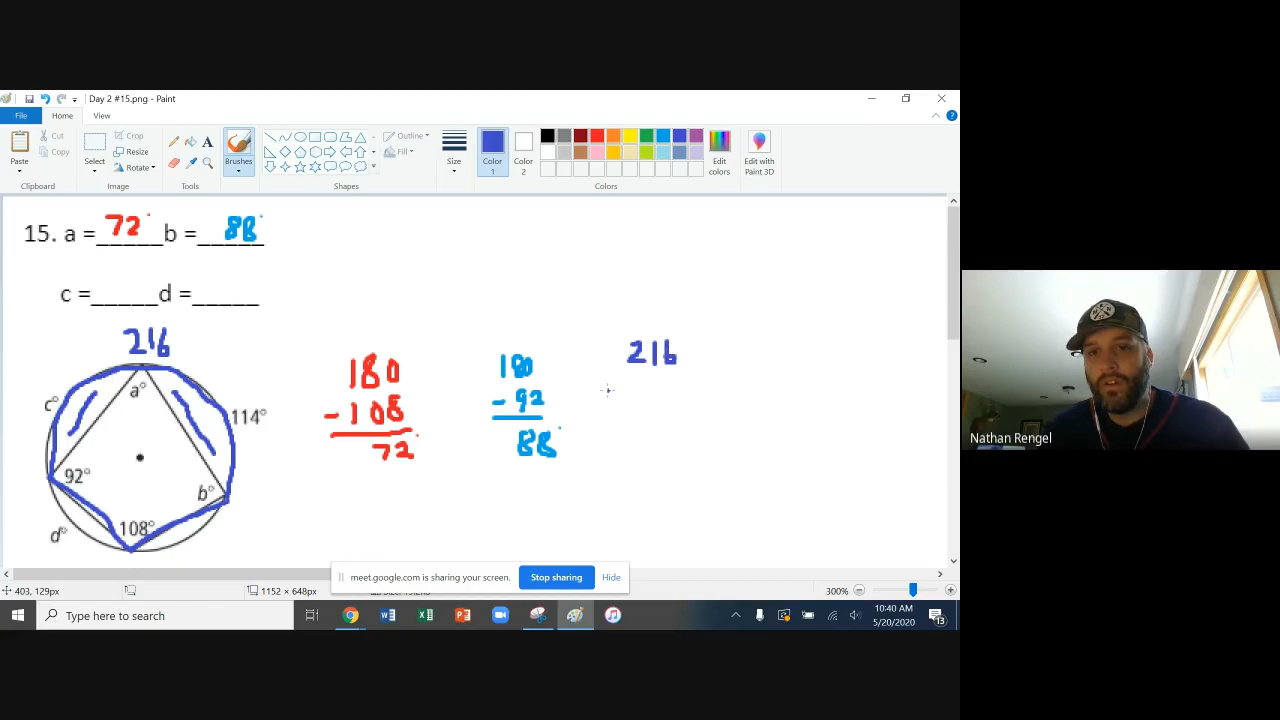 Day 2 #15.png - Paint
File Home View
Paste
Cut
Copy
Clipboard
Select
Crop
Resize
Rotate
Image
Tools
Brushes
Shapes
Outline
Fill
Size
Color 1
Color 2
Edit colors
Colors
Edit with Paint 3D
15. a = 72° b = 88°
c =_____d =_____
216
a°
c°
114°
92°
b°
d°
108°
180
- 108
72°
180
- 92
88°
216
Nathan Rengel
meet.google.com is sharing your screen. Stop sharing Hide
403, 129px
1152 × 648px
300%
Type here to search
10:40 AM
5/20/2020
13